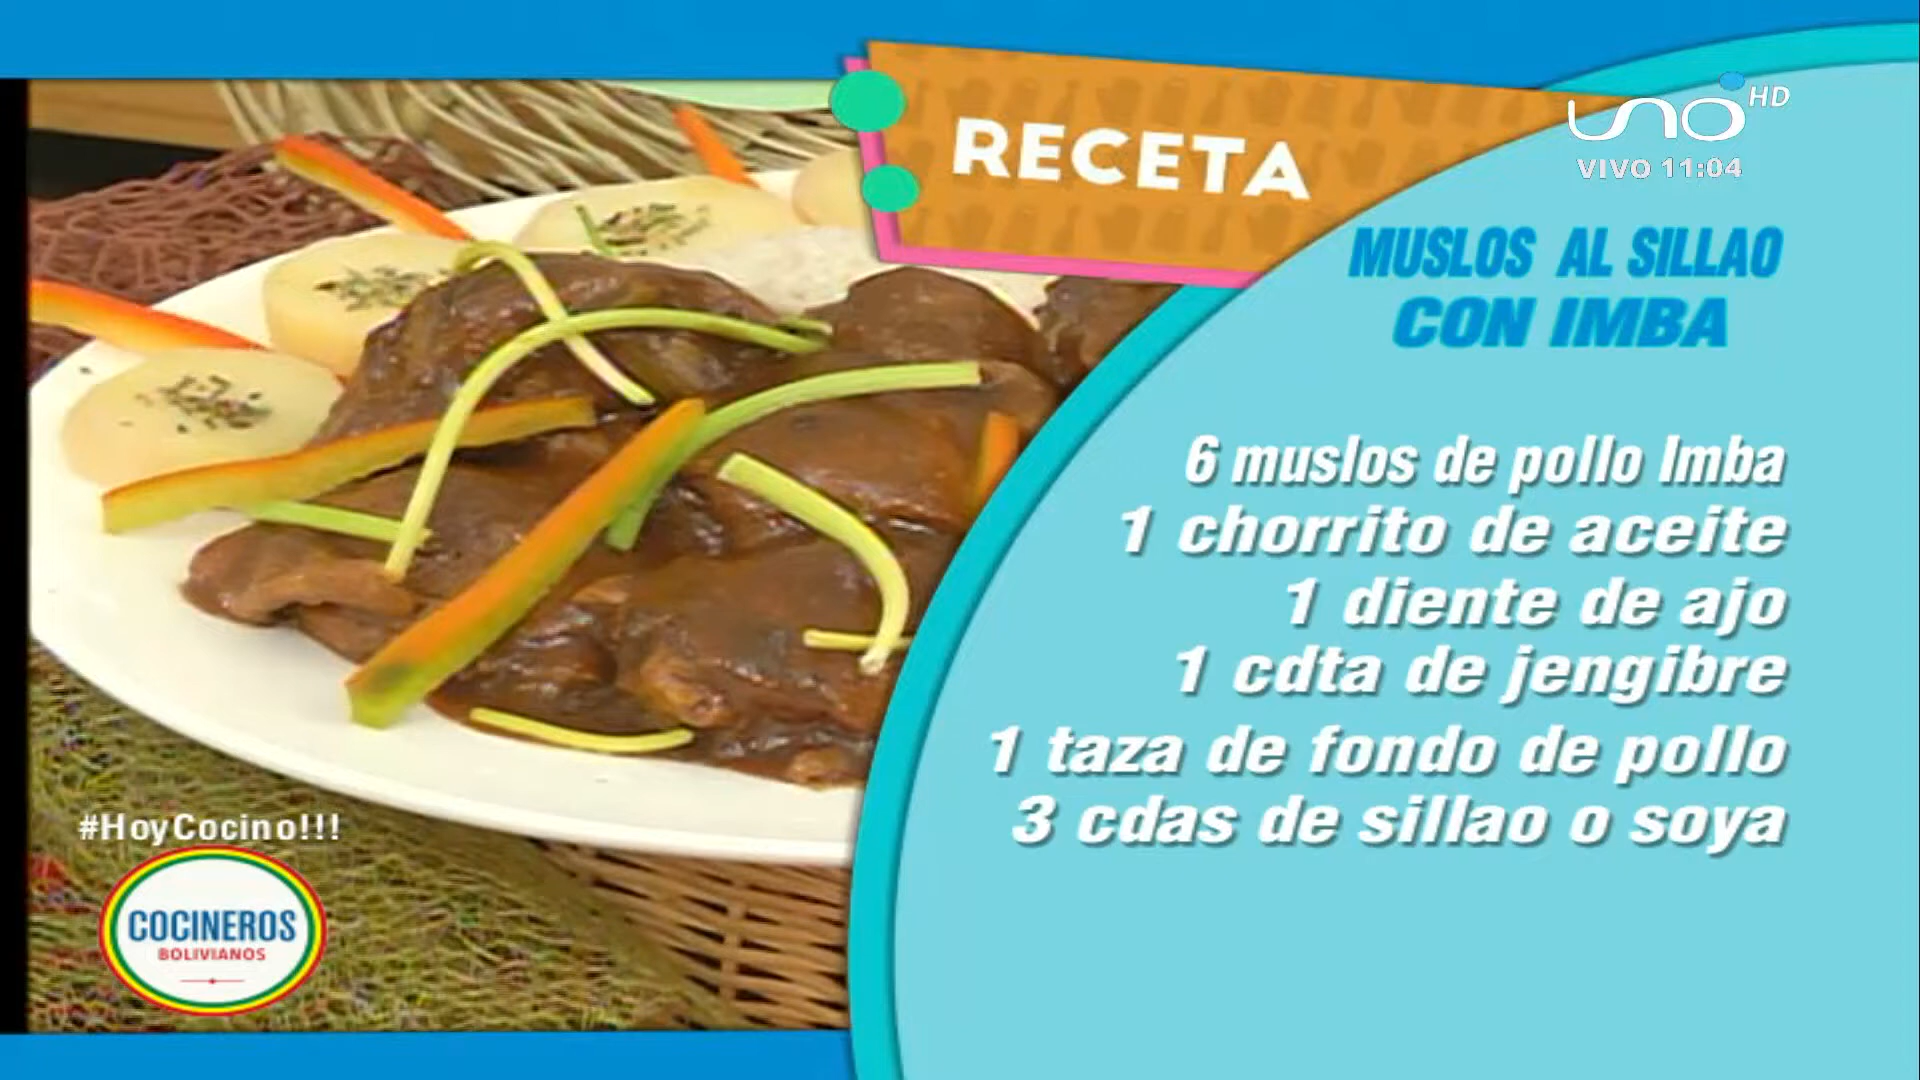 RECETA
UNO HD
VIVO 11:04
MUSLOS AL SILLAO
CON IMBA
6 muslos de pollo Imba
1 chorrito de aceite
1 diente de ajo
1 cdta de jengibre
1 taza de fondo de pollo
3 cdas de sillao o soya
#HoyCocino!!!
COCINEROS
BOLIVIANOS